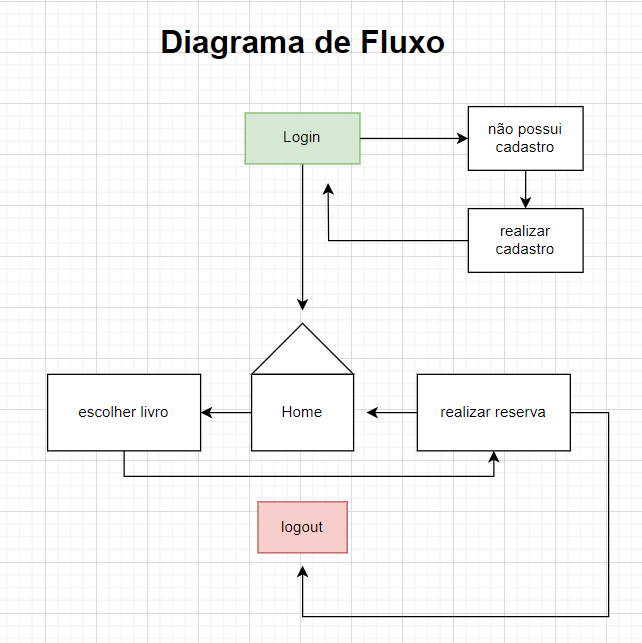 Diagrama de Fluxo
Login
não possui
cadastro
realizar
cadastro
escolher livro
Home
realizar reserva
logout